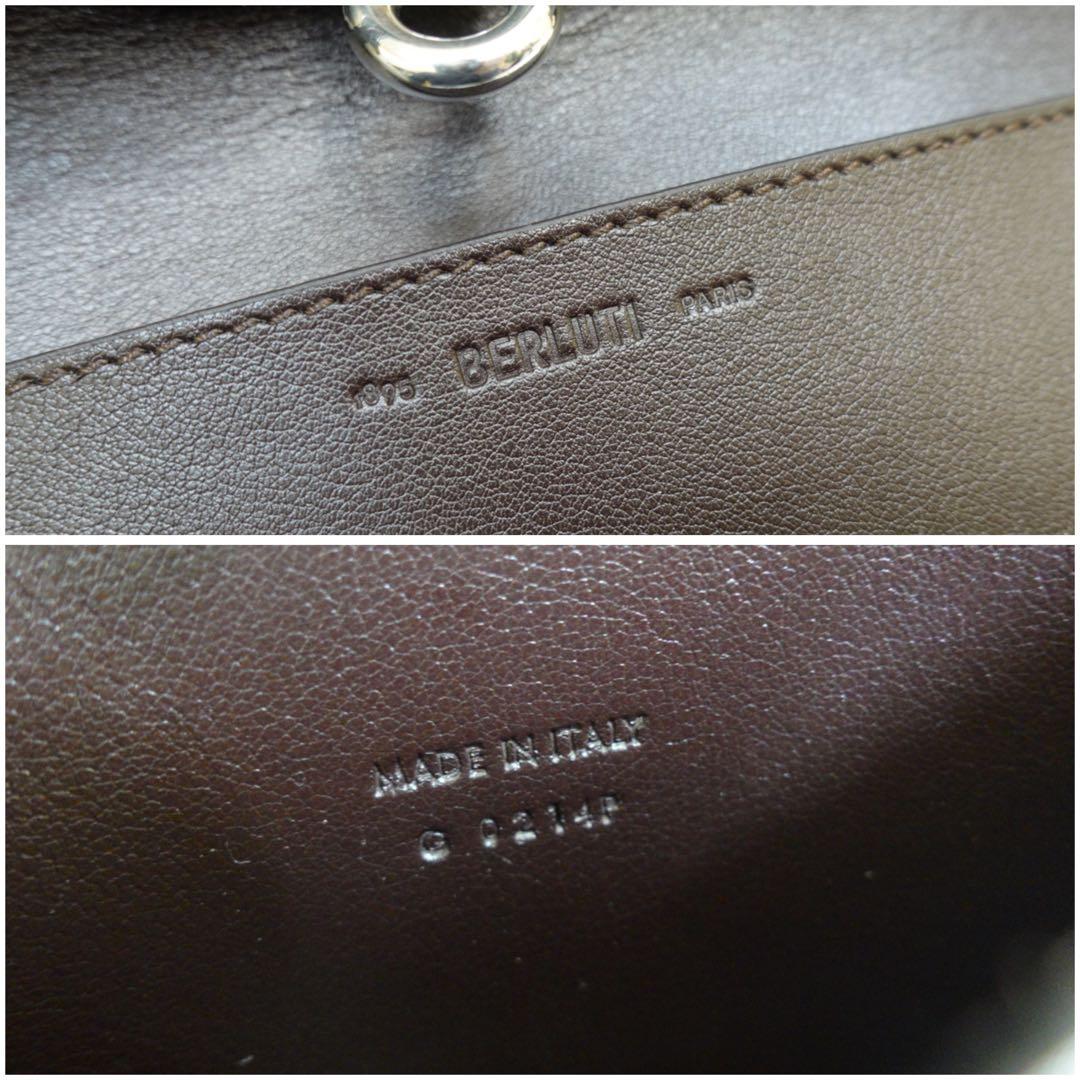 1895 BERLUTI PARIS
MADE IN ITALY
G 0214P